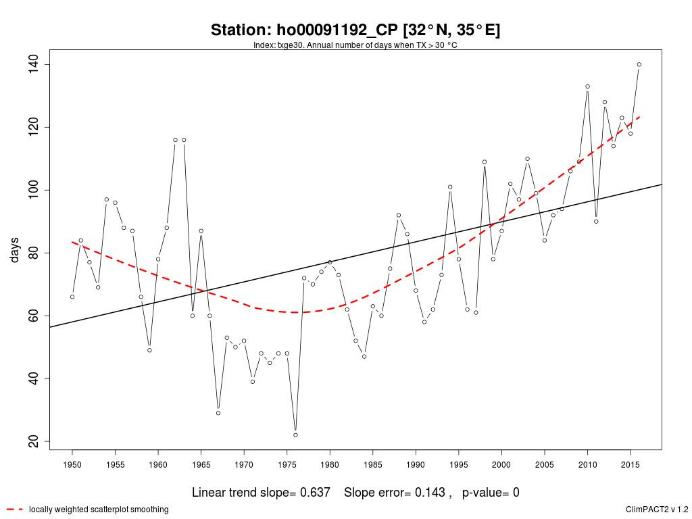 Station: ho00091192_CP [32°N, 35°E]
Index: txge30. Annual number of days when TX > 30 °C
days
140
120
100
80
60
40
20
1950 1955 1960 1965 1970 1975 1980 1985 1990 1995 2000 2005 2010 2015
Linear trend slope= 0.637 Slope error= 0.143 , p-value= 0
locally weighted scatterplot smoothing
ClimPACT2 v 1.2